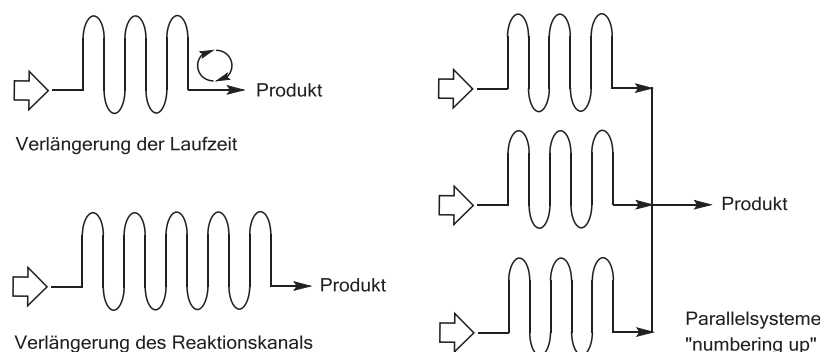 Produkt
Verlängerung der Laufzeit
Produkt
Verlängerung des Reaktionskanals
Produkt
Parallelsysteme
"numbering up"